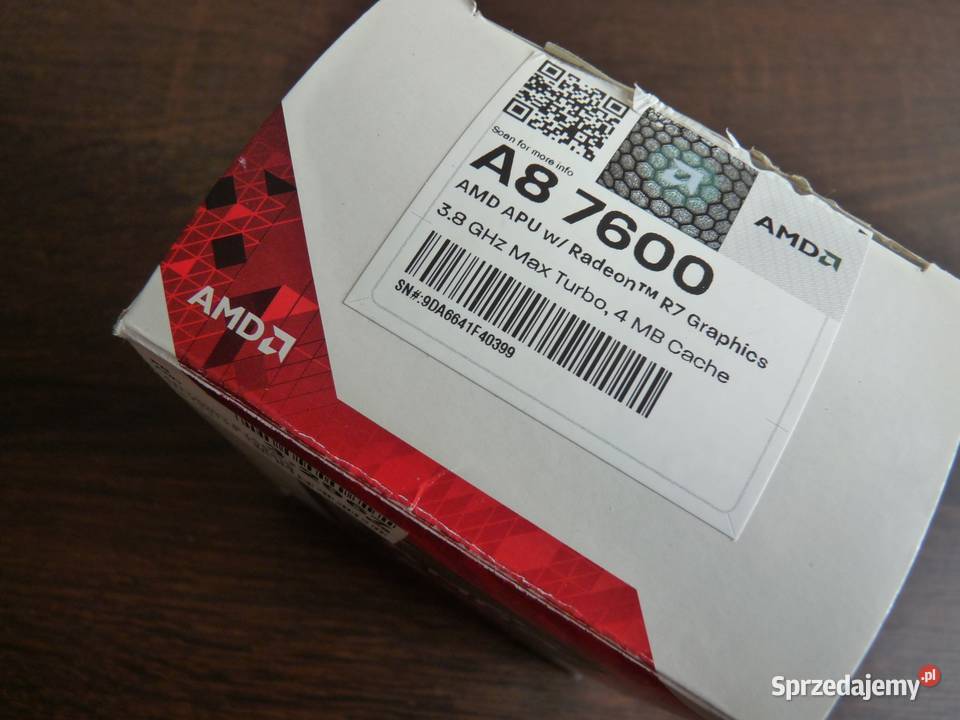 Scan for more info
A8 7600
AMD
AMD APU w/ Radeon™ R7 Graphics
3.8 GHz Max Turbo, 4 MB Cache
SN#:9DA6641F40399
AMD
Sprzedajemy.pl